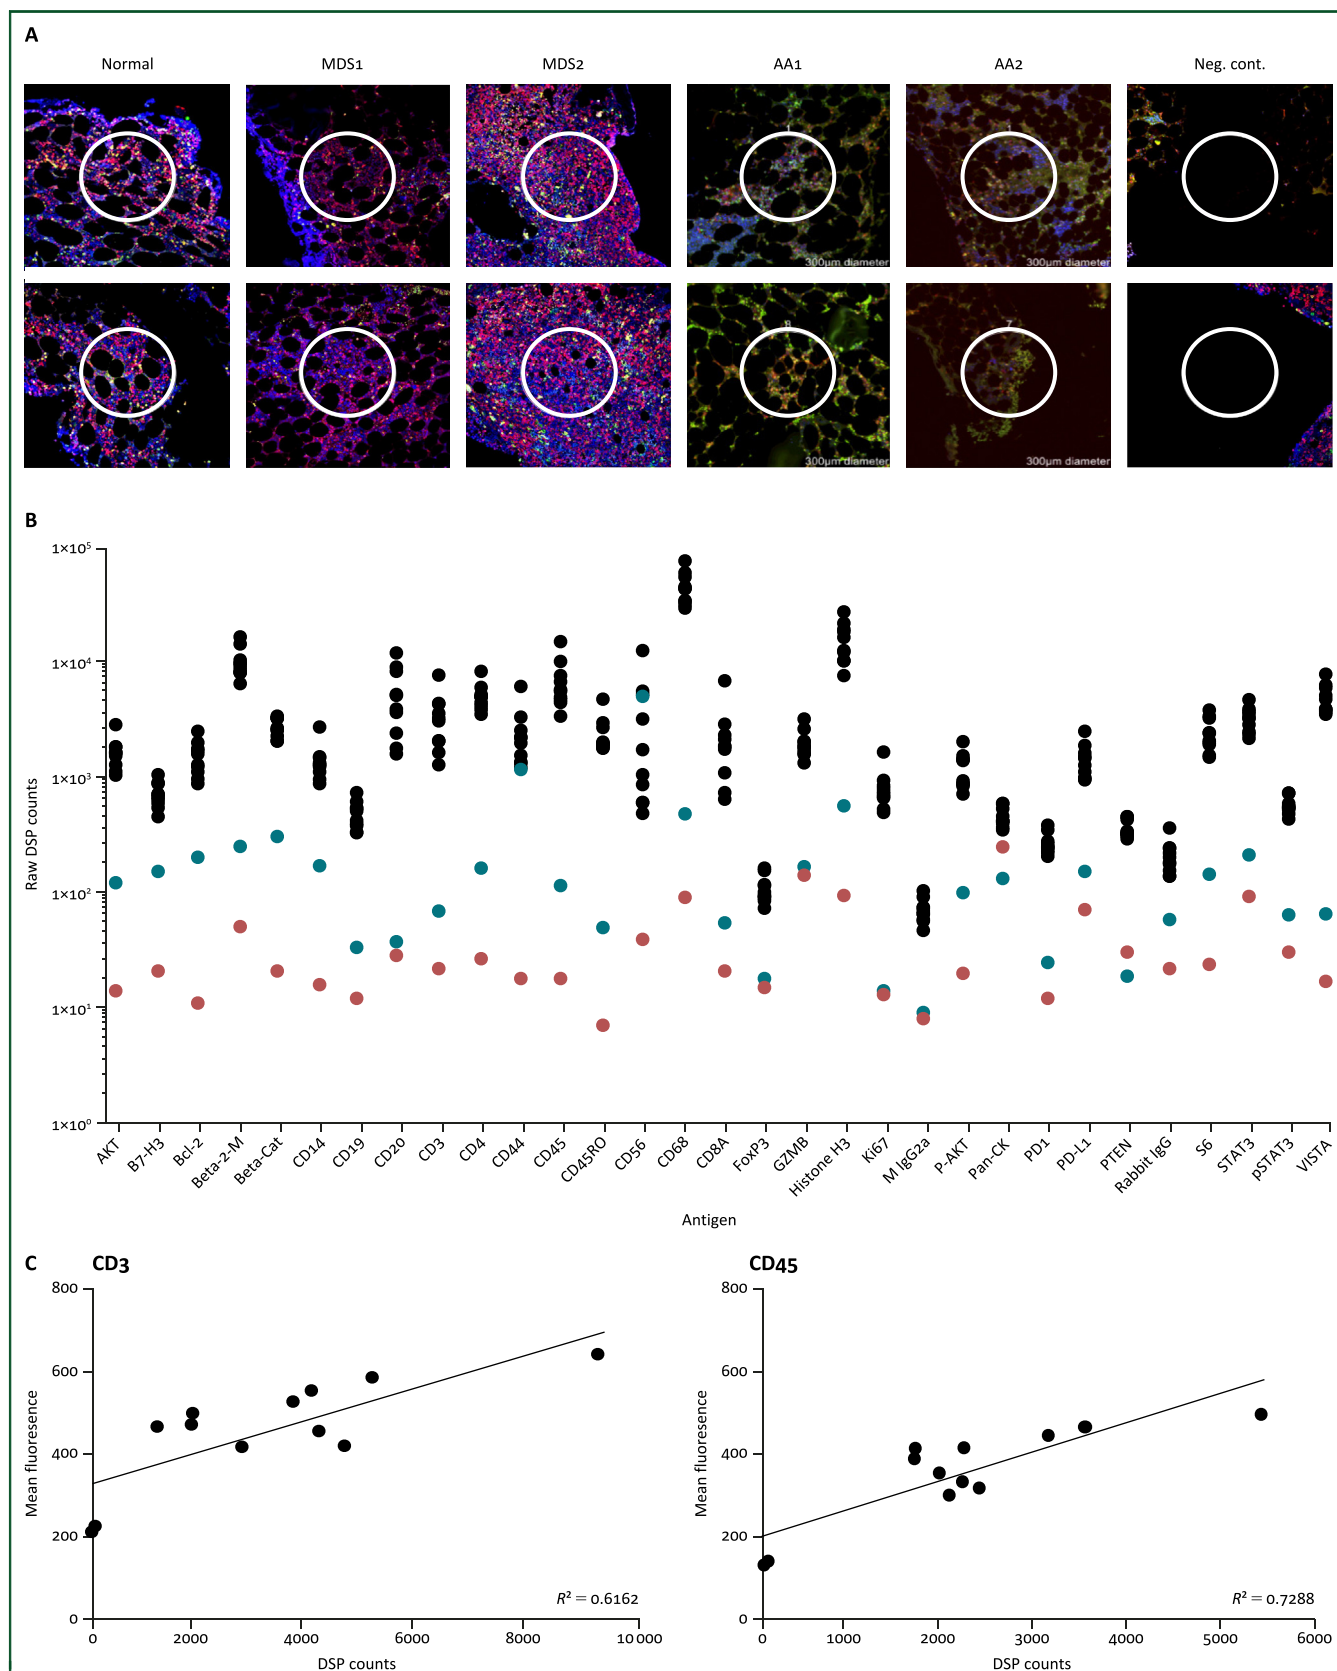 A
Normal MDS1 MDS2 AA1 AA2 Neg. cont.
1
300µm diameter 300µm diameter
8 7
300µm diameter 300µm diameter
B
1×10⁵
1×10⁴
1×10³
1×10²
1×10¹
1×10⁰
Raw DSP counts
AKT B7-H3 Bcl-2 Beta-2-M Beta-Cat CD14 CD19 CD20 CD3 CD4 CD44 CD45 CD45RO CD56 CD68 CD8A FoxP3 GZMB Histone H3 Ki67 M IgG2a P-AKT Pan-CK PD1 PD-L1 PTEN Rabbit IgG S6 STAT3 pSTAT3 VISTA
Antigen
C CD3
800
600
400
200
0
Mean fluoresence
0 2000 4000 6000 8000 10 000
DSP counts
R² = 0.6162
CD45
800
600
400
200
0
Mean fluoresence
0 1000 2000 3000 4000 5000 6000
DSP counts
R² = 0.7288